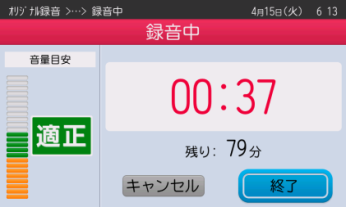 オリジナル録音 >…> 録音中 4月15日(火) 6 13
録音中
音量目安
適正
00:37
残り: 79分
キャンセル 終了